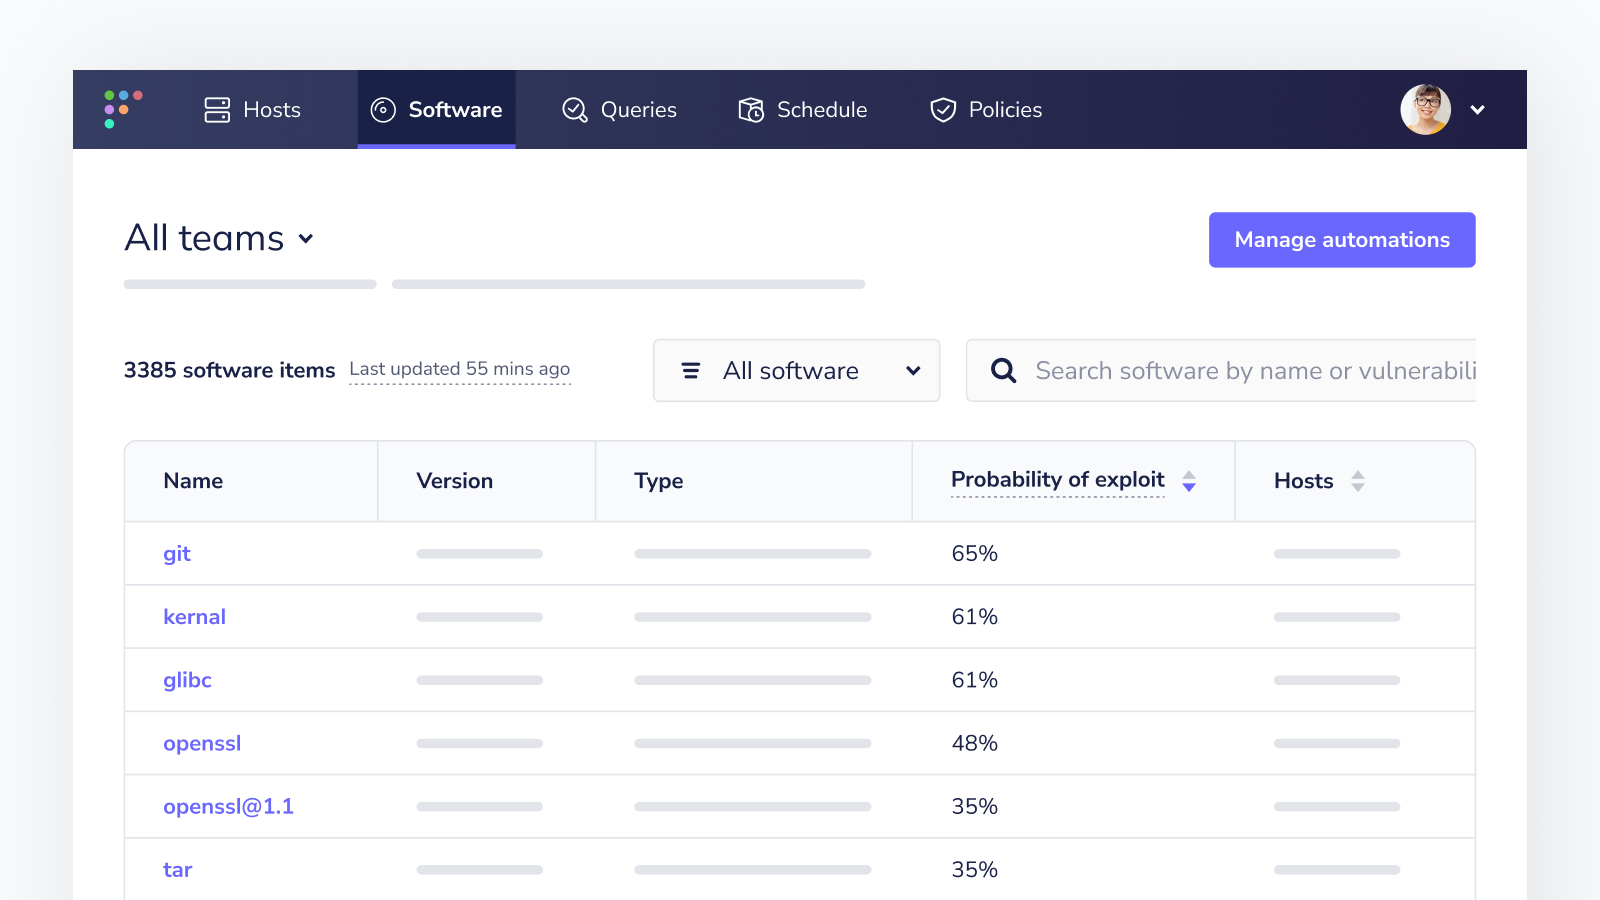 Hosts Software Queries Schedule Policies
All teams
Manage automations
3385 software items Last updated 55 mins ago All software Search software by name or vulnerabili
Name Version Type Probability of exploit Hosts
git 65%
kernal 61%
glibc 61%
openssl 48%
openssl@1.1 35%
tar 35%